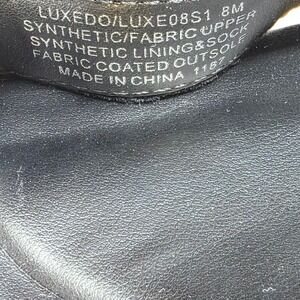 LUXEDO/LUXE08S1 8M
SYNTHETIC/FABRIC UPPER
SYNTHETIC LINING&SOCK
FABRIC COATED OUTSOLE
MADE IN CHINA 1187